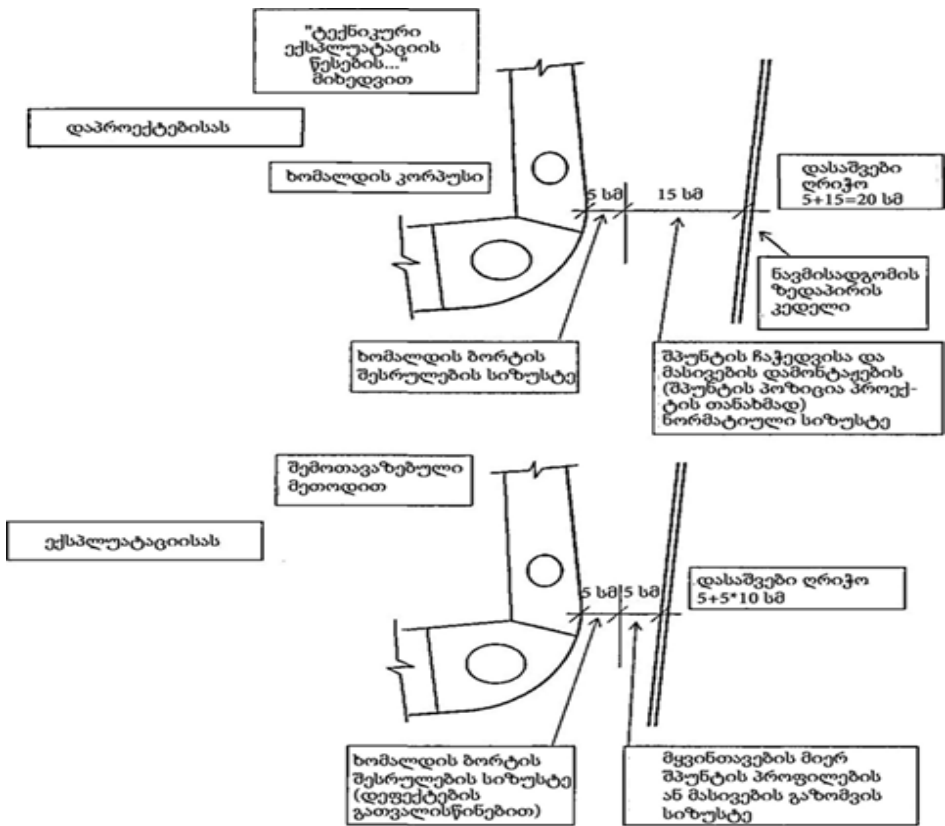 "ტექნიკური
ექსპლუატაციის
წესების..."
მიხედვით
დაპროექტებისას
ხომალდის კორპუსი
5 სმ
15 სმ
დასაშვები
ღრიჭო
5+15=20 სმ
ნავმისადგომის
ზედაპირის
კედელი
ხომალდის ბორტის
შესრულების სიზუსტე
შპუნტის ჩაჭედვისა და
მასივების დამონტაჟების
(შპუნტის პოზიცია პროექ-
ტის თანახმად)
ნორმატიული სიზუსტე
შემოთავაზებული
მეთოდით
ექსპლუატაციისას
5 სმ
5 სმ
დასაშვები ღრიჭო
5+5*10 სმ
ხომალდის ბორტის
შესრულების სიზუსტე
(დეფექტების
გათვალისწინებით)
მყვინთავების მიერ
შპუნტის პროფილების
ან მასივების გაზომვის
სიზუსტე